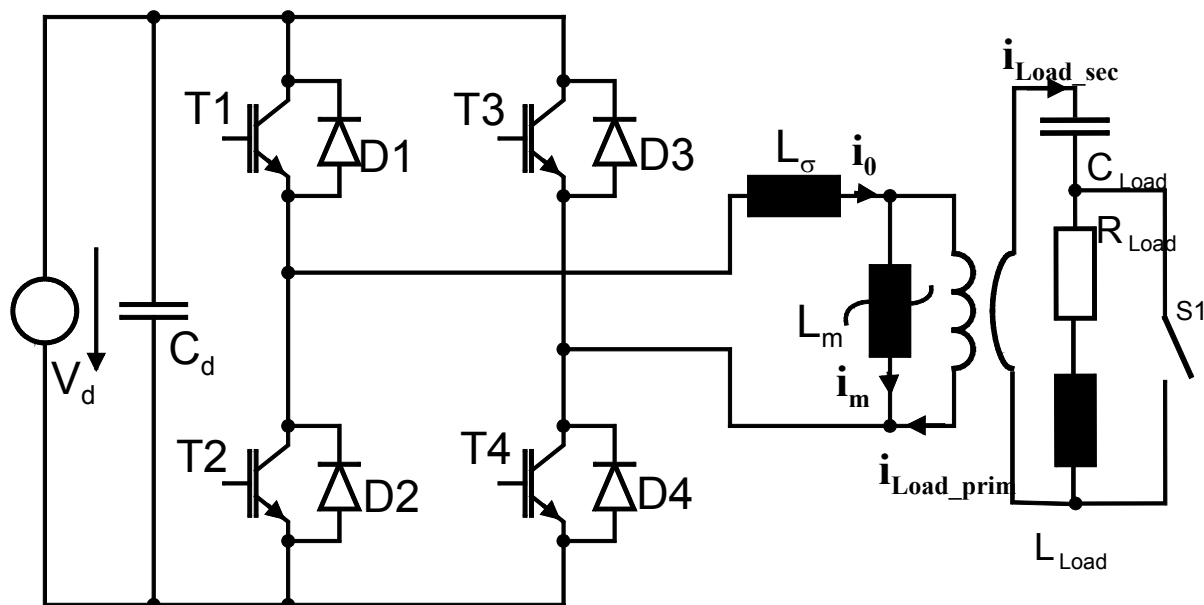 T1
D1
T3
D3
L_σ
i_0
i_Load_sec
C_Load
R_Load
S1
V_d
C_d
L_m
i_m
T2
D2
T4
D4
i_Load_prim
L_Load